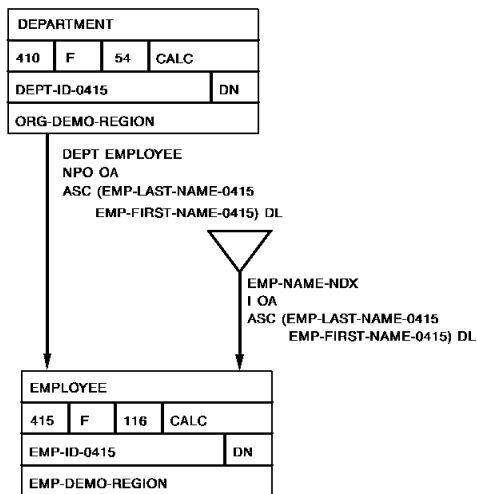 DEPARTMENT
410 F 54 CALC
DEPT-ID-0415 DN
ORG-DEMO-REGION
DEPT EMPLOYEE
NPO OA
ASC (EMP-LAST-NAME-0415
EMP-FIRST-NAME-0415) DL
EMP-NAME-NDX
I OA
ASC (EMP-LAST-NAME-0415
EMP-FIRST-NAME-0415) DL
EMPLOYEE
415 F 116 CALC
EMP-ID-0415 DN
EMP-DEMO-REGION